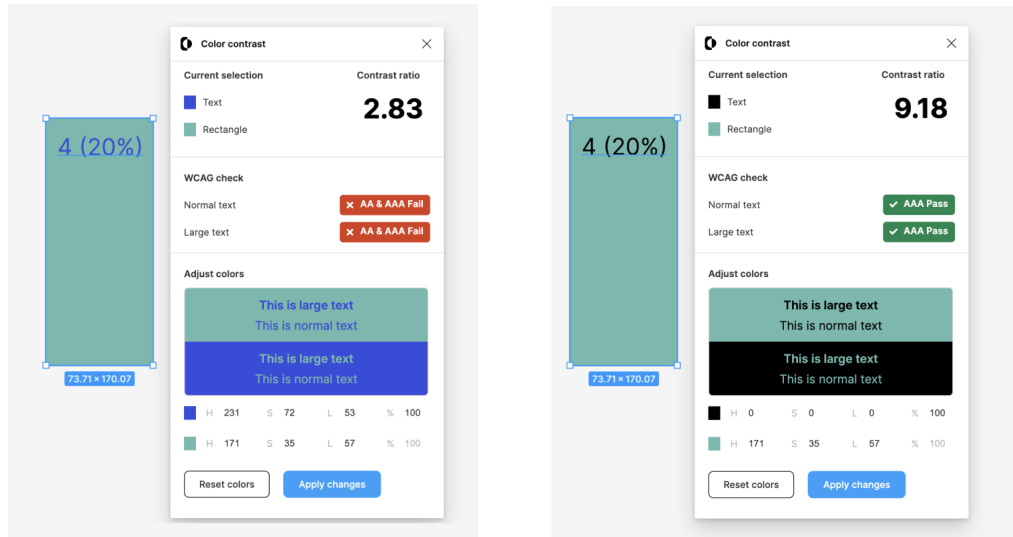 Color contrast
Current selection Contrast ratio
Text
2.83
Rectangle
4 (20%)
WCAG check
Normal text AA & AAA Fail
Large text AA & AAA Fail
Adjust colors
This is large text
This is normal text
This is large text
This is normal text
73.71 × 170.07
H 231 S 72 L 53 % 100
H 171 S 35 L 57 % 100
Reset colors Apply changes
Color contrast
Current selection Contrast ratio
Text
9.18
Rectangle
4 (20%)
WCAG check
Normal text AAA Pass
Large text AAA Pass
Adjust colors
This is large text
This is normal text
This is large text
This is normal text
73.71 × 170.07
H 0 S 0 L 0 % 100
H 171 S 35 L 57 % 100
Reset colors Apply changes